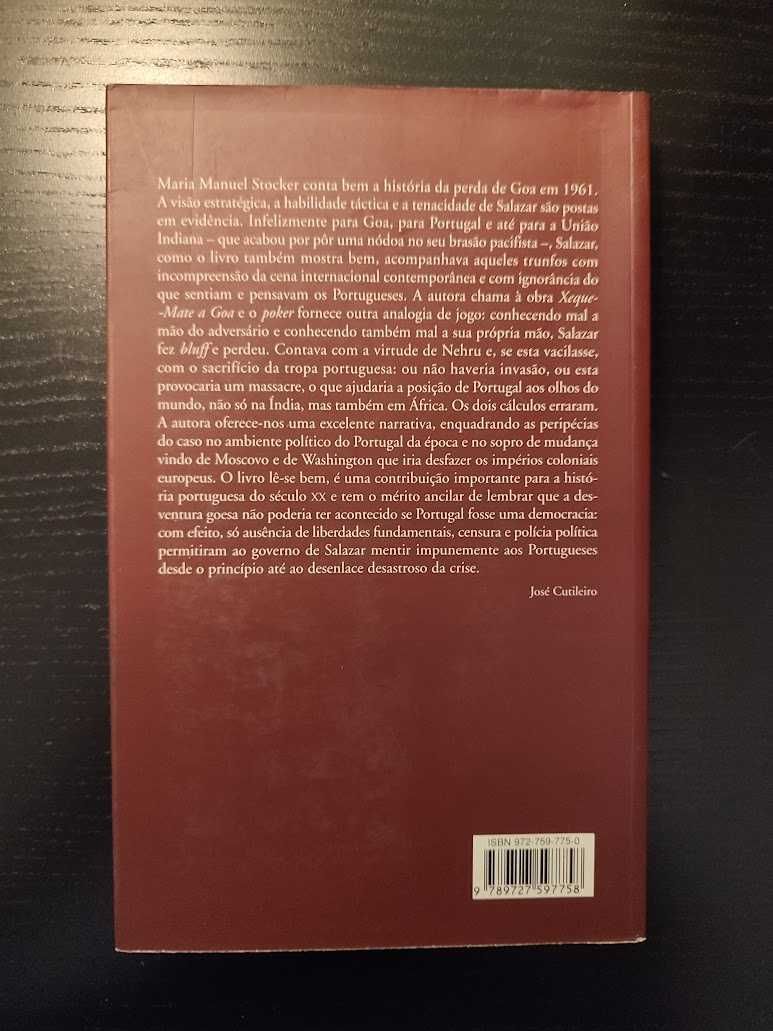 Maria Manuel Stocker conta bem a história da perda de Goa em 1961.
A visão estratégica, a habilidade táctica e a tenacidade de Salazar são postas
em evidência. Infelizmente para Goa, para Portugal e até para a União
Indiana – que acabou por pôr uma nódoa no seu brasão pacifista –, Salazar,
como o livro também mostra bem, acompanhava aqueles trunfos com
incompreensão da cena internacional contemporânea e com ignorância do
que sentiam e pensavam os Portugueses. A autora chama à obra Xeque-
-Mate a Goa e o poker fornece outra analogia de jogo: conhecendo mal a
mão do adversário e conhecendo também mal a sua própria mão, Salazar
fez bluff e perdeu. Contava com a virtude de Nehru e, se esta vacilasse,
com o sacrifício da tropa portuguesa: ou não haveria invasão, ou esta
provocaria um massacre, o que ajudaria a posição de Portugal aos olhos do
mundo, não só na Índia, mas também em África. Os dois cálculos erraram.
A autora oferece-nos uma excelente narrativa, enquadrando as peripécias
do caso no ambiente político do Portugal da época e no sopro de mudança
vindo de Moscovo e de Washington que iria desfazer os impérios coloniais
europeus. O livro lê-se bem, é uma contribuição importante para a histó-
ria portuguesa do século XX e tem o mérito ancilar de lembrar que a des-
ventura goesa não poderia ter acontecido se Portugal fosse uma democracia:
com efeito, só ausência de liberdades fundamentais, censura e polícia política
permitiram ao governo de Salazar mentir impunemente aos Portugueses
desde o princípio até ao desenlace desastroso da crise.
José Cutileiro
ISBN 972-759-775-0
9 789727 597758